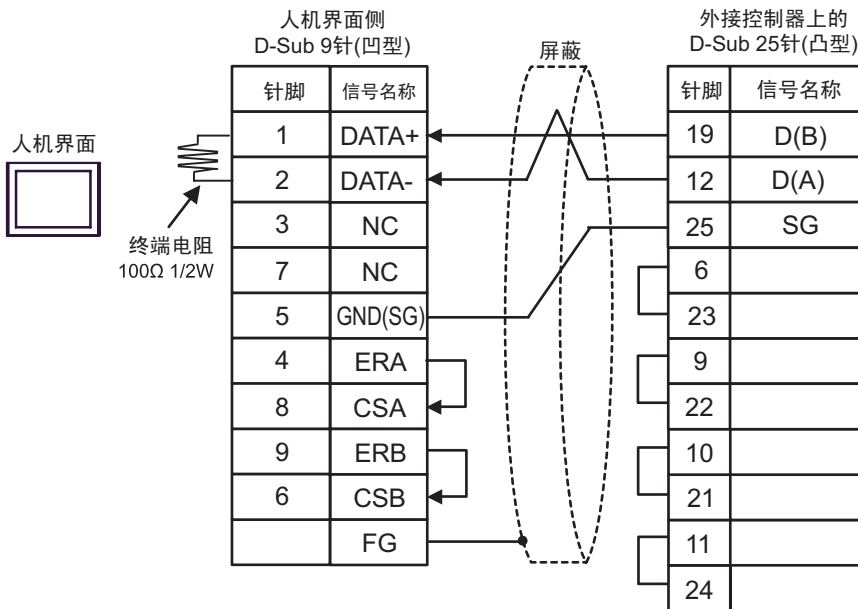 人机界面侧
D-Sub 9针(凹型)
外接控制器上的
D-Sub 25针(凸型)
屏蔽
人机界面
终端电阻
100Ω 1/2W
针脚 信号名称
1 DATA+
2 DATA-
3 NC
7 NC
5 GND(SG)
4 ERA
8 CSA
9 ERB
6 CSB
FG
针脚 信号名称
19 D(B)
12 D(A)
25 SG
6
23
9
22
10
21
11
24